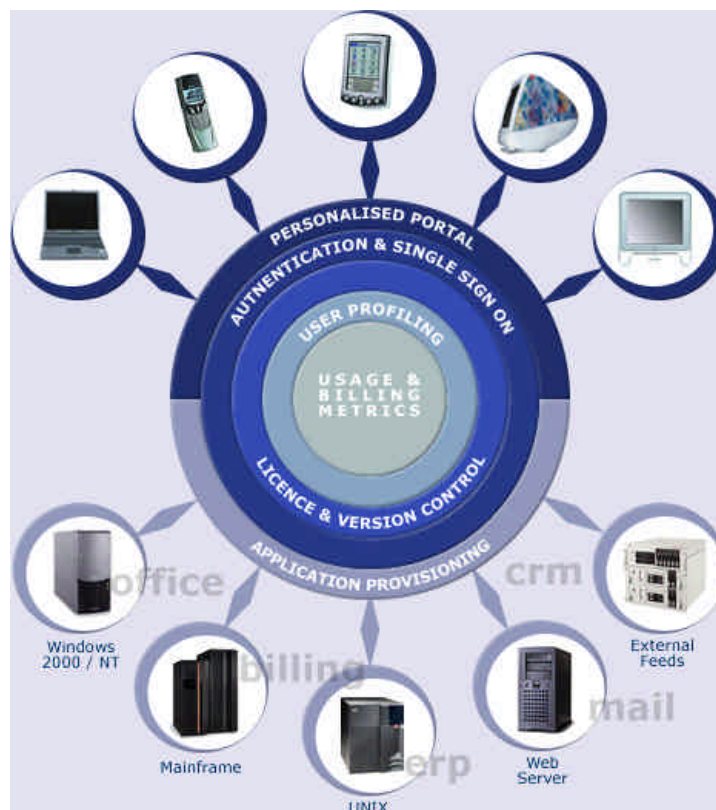 PERSONALISED PORTAL
AUTNENTICATION & SINGLE SIGN ON
USER PROFILING
USAGE &
BILLING
METRICS
LICENCE & VERSION CONTROL
APPLICATION PROVISIONING
office
crm
Windows
2000 / NT
External
Feeds
billing
mail
Mainframe
erp
Web
Server
UNIX